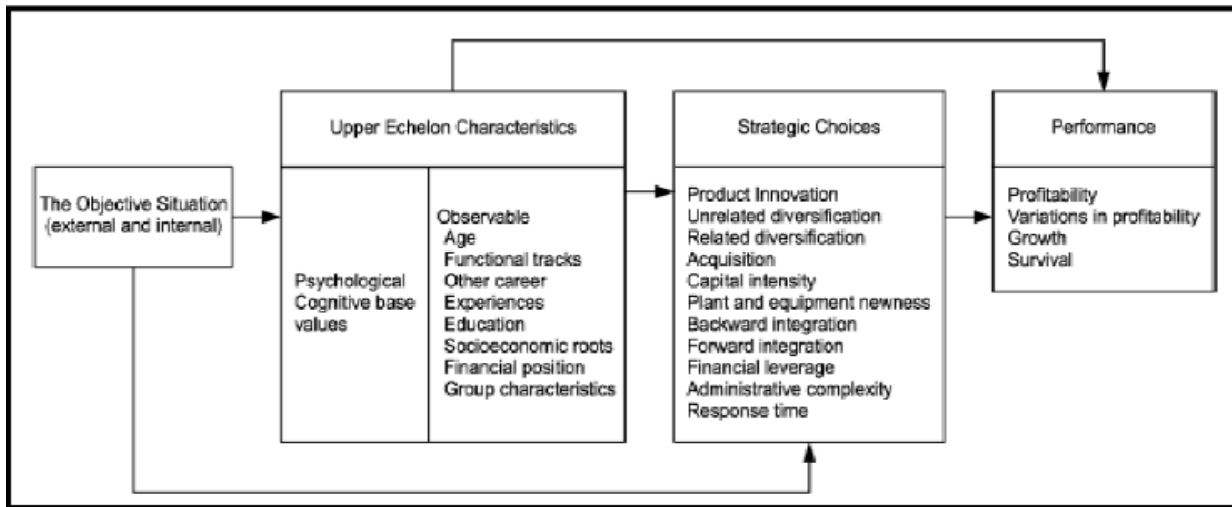 The Objective Situation
(external and internal)
Upper Echelon Characteristics
Psychological
Cognitive base
values
Observable
Age
Functional tracks
Other career
Experiences
Education
Socioeconomic roots
Financial position
Group characteristics
Strategic Choices
Product Innovation
Unrelated diversification
Related diversification
Acquisition
Capital intensity
Plant and equipment newness
Backward integration
Forward integration
Financial leverage
Administrative complexity
Response time
Performance
Profitability
Variations in profitability
Growth
Survival